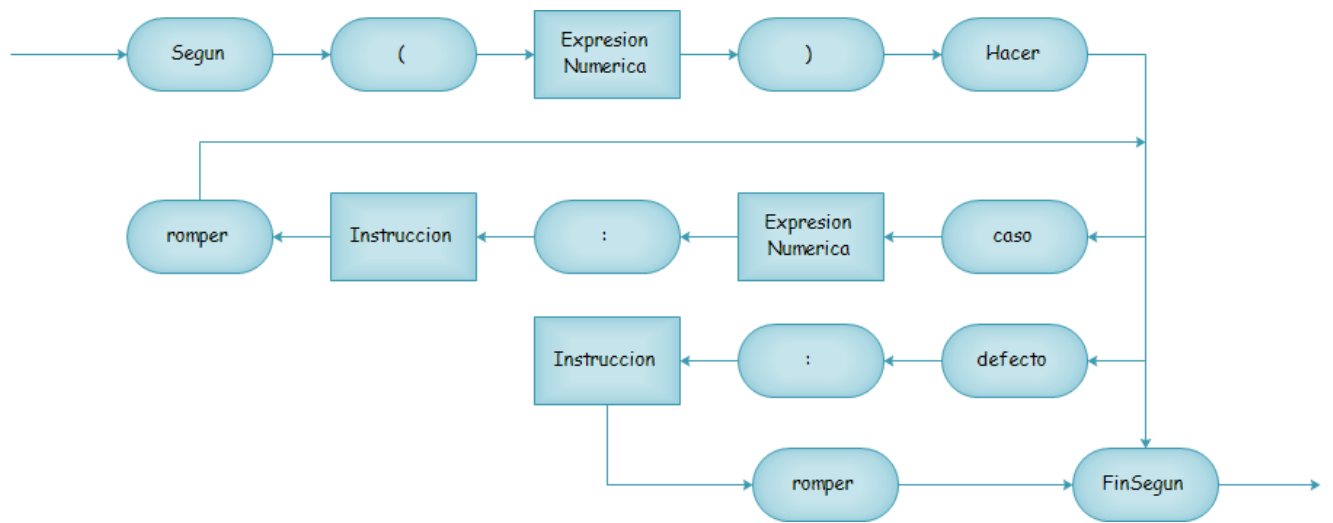 Segun
(
Expresion
Numerica
)
Hacer
romper
Instruccion
:
Expresion
Numerica
caso
Instruccion
:
defecto
romper
FinSegun